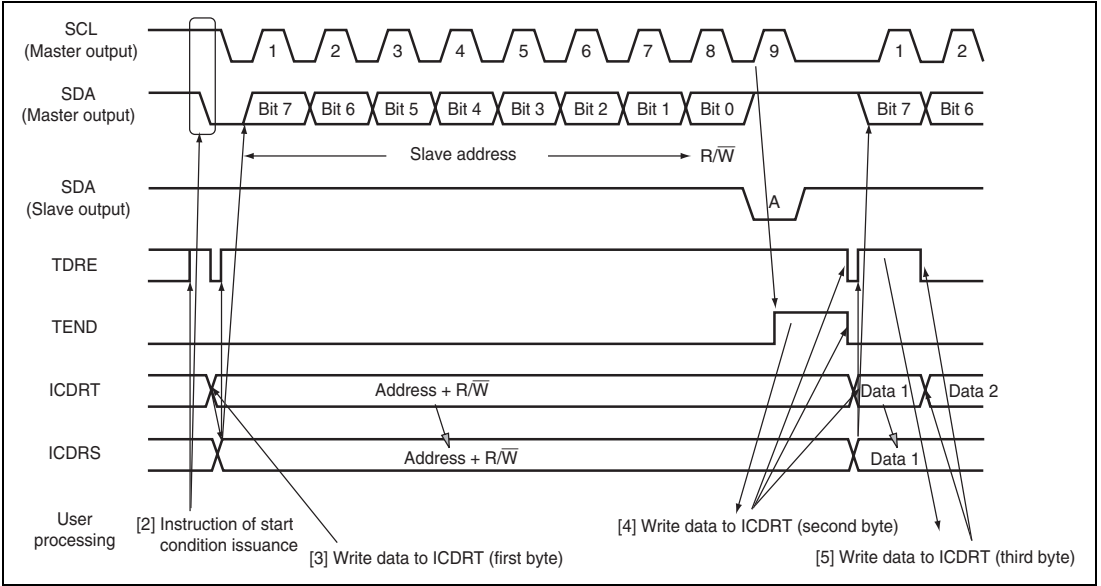 SCL
(Master output)
1 2 3 4 5 6 7 8 9 1 2
SDA
(Master output)
Bit 7 Bit 6 Bit 5 Bit 4 Bit 3 Bit 2 Bit 1 Bit 0 Bit 7 Bit 6
Slave address R/W̅
SDA
(Slave output)
A
TDRE
TEND
ICDRT
Address + R/W̅ Data 1 Data 2
ICDRS
Address + R/W̅ Data 1
User
processing
[2] Instruction of start
condition issuance
[3] Write data to ICDRT (first byte)
[4] Write data to ICDRT (second byte)
[5] Write data to ICDRT (third byte)